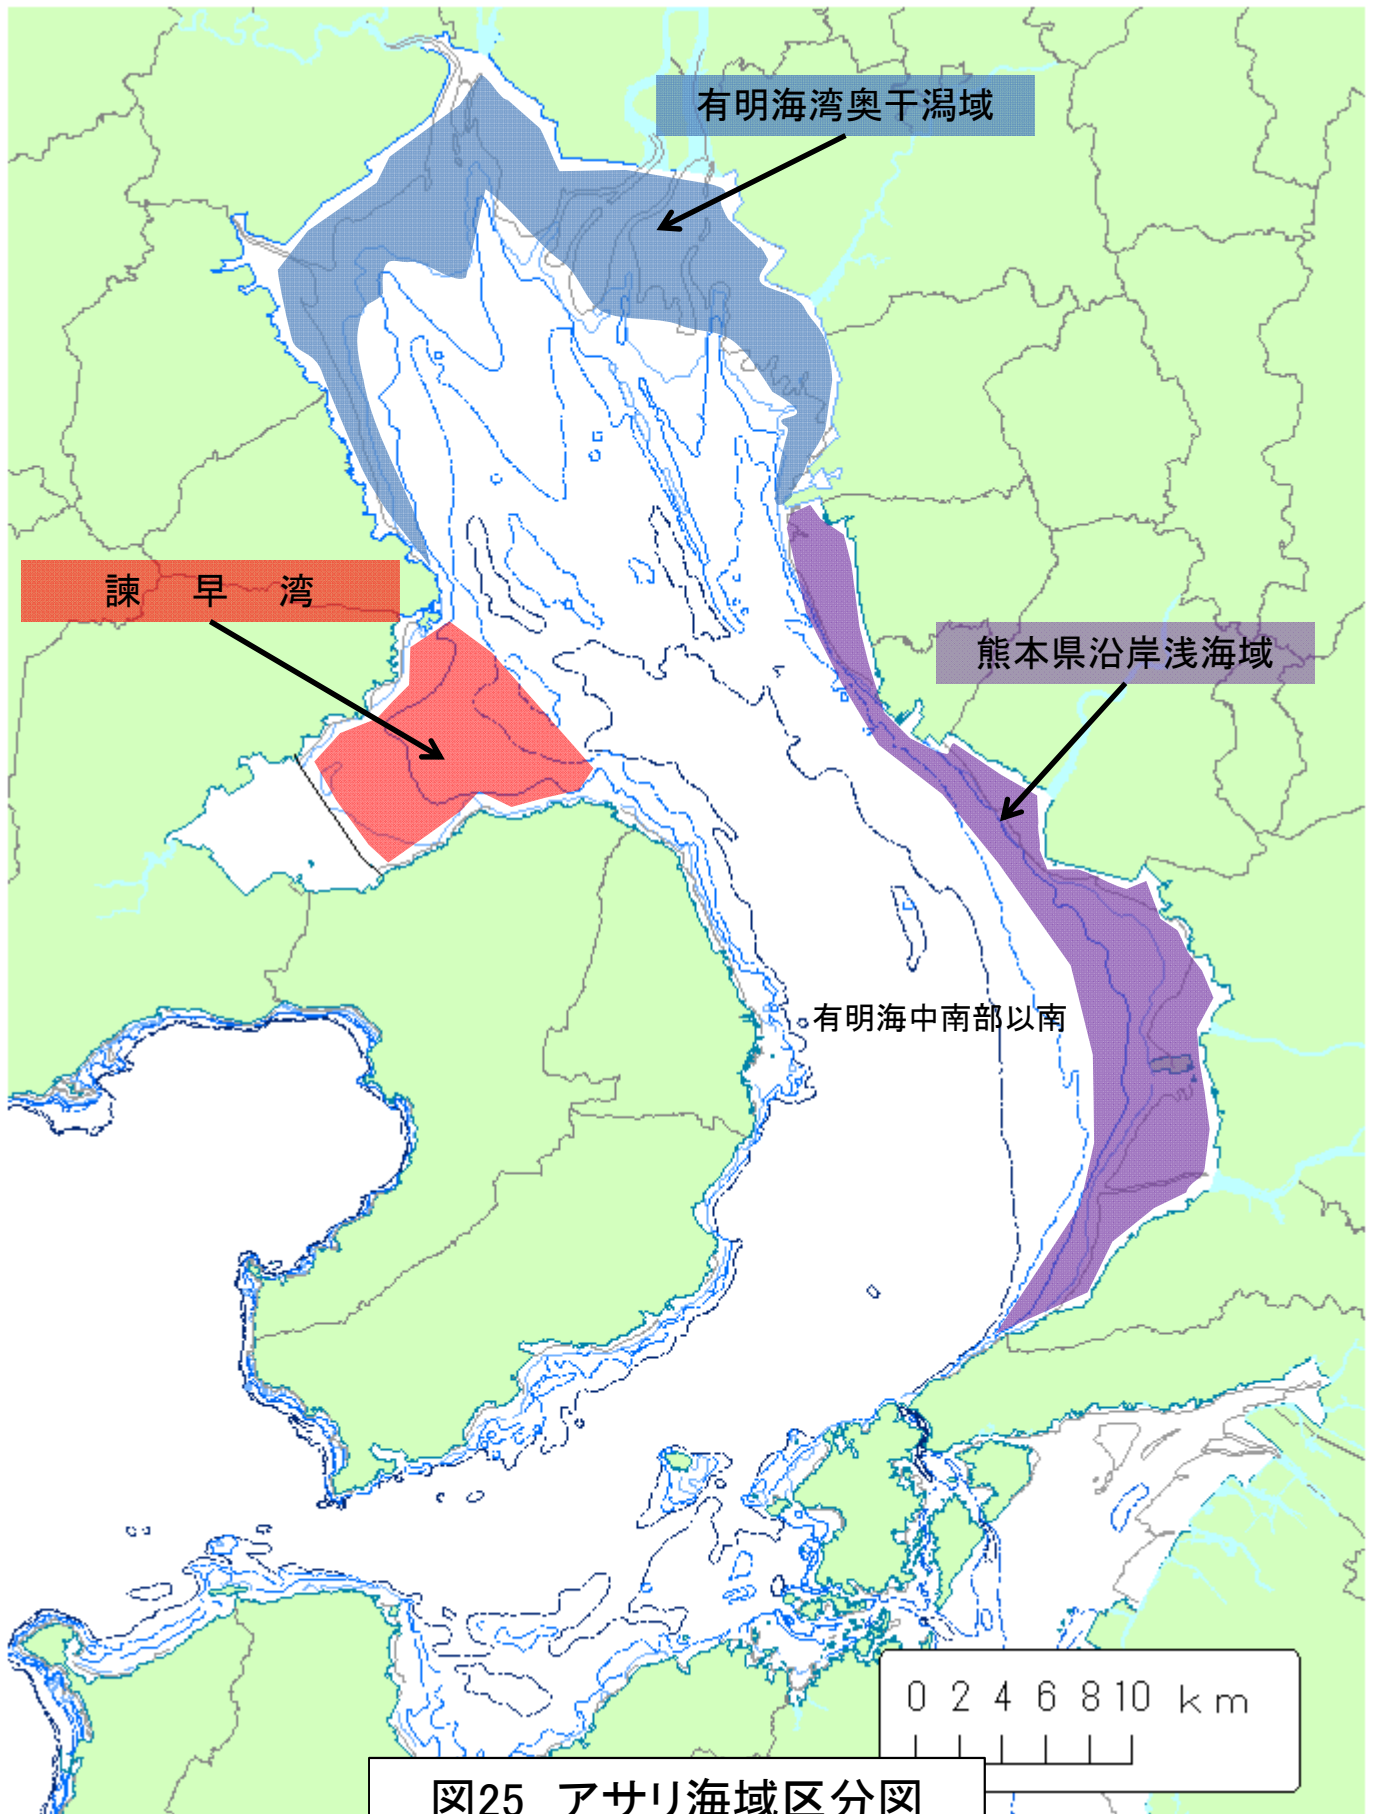 有明海湾奥干潟域
諫 早 湾
熊本県沿岸浅海域
有明海中南部以南
0 2 4 6 8 10 km
図25 アサリ海域区分図